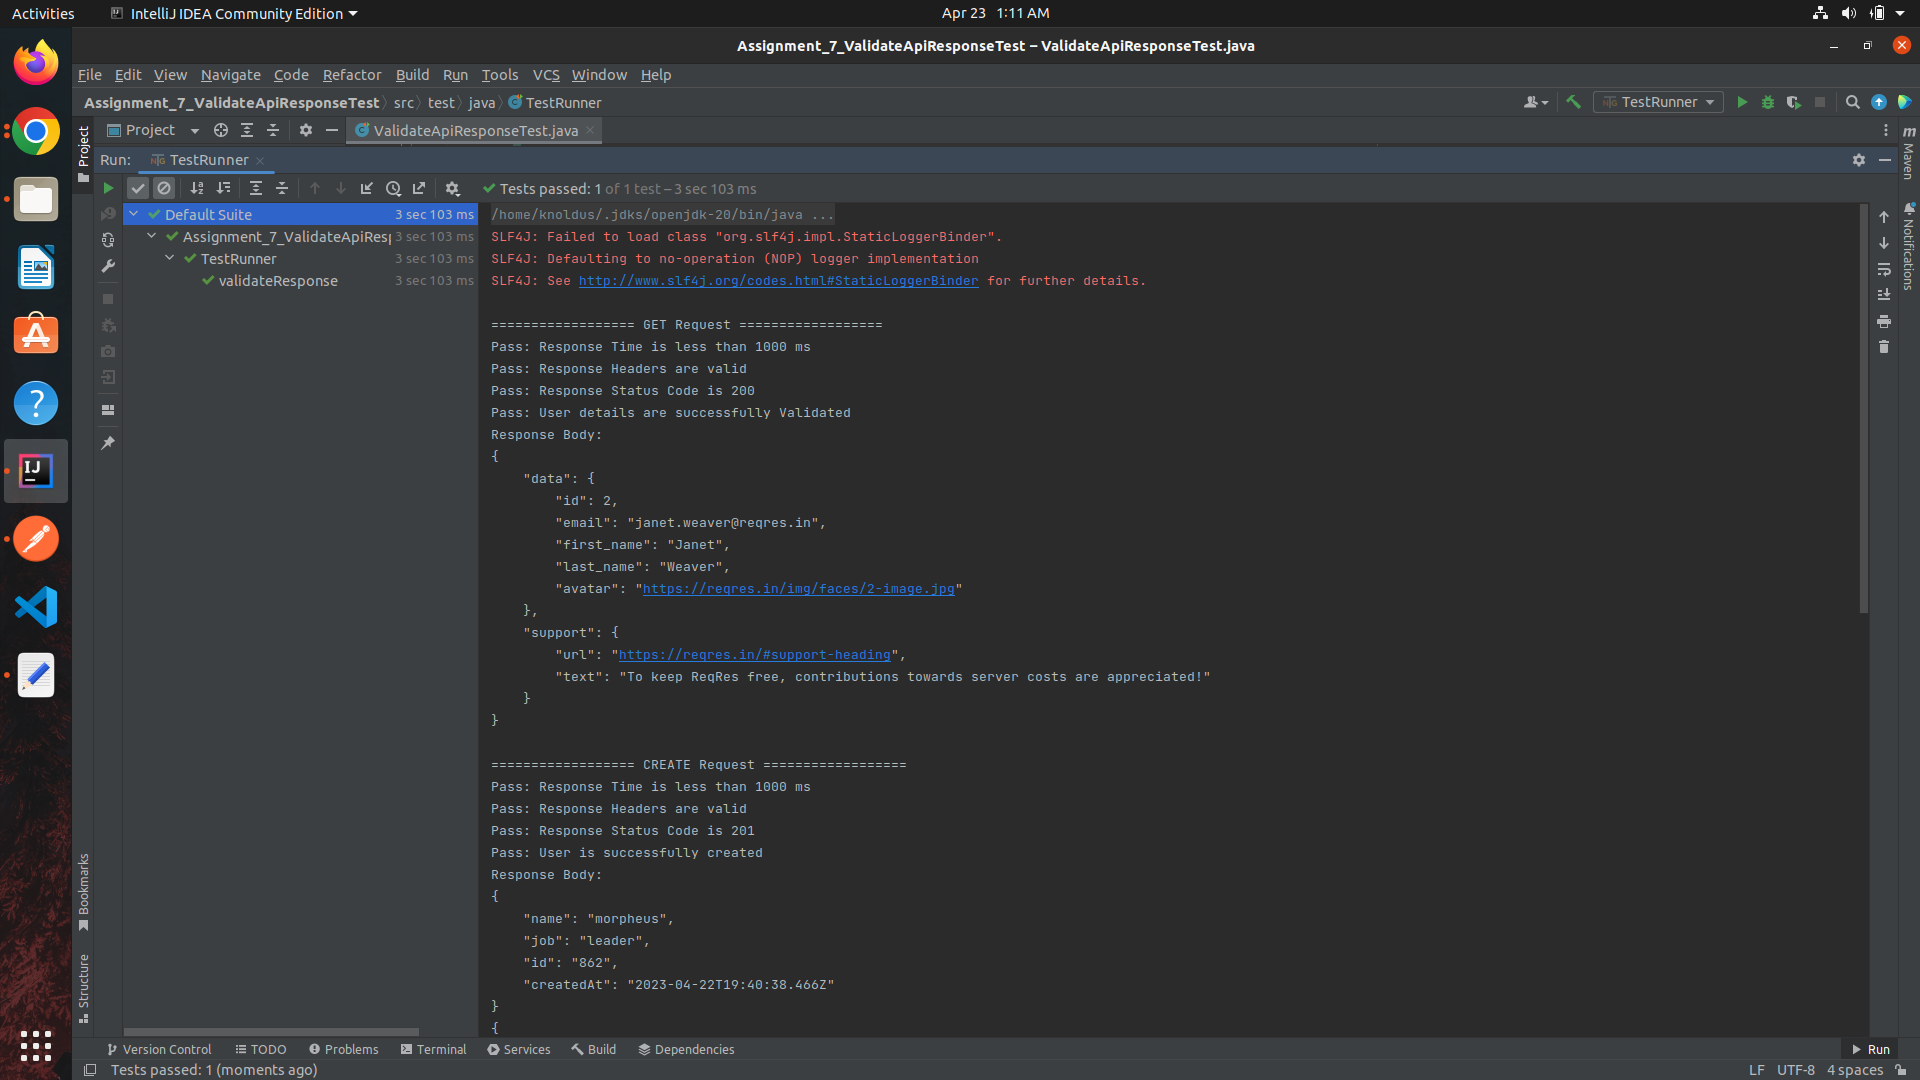 Activities IntelliJ IDEA Community Edition Apr 23 1:11 AM
Assignment_7_ValidateApiResponseTest – ValidateApiResponseTest.java
File Edit View Navigate Code Refactor Build Run Tools VCS Window Help
Assignment_7_ValidateApiResponseTest src test java TestRunner TestRunner
Project Project ValidateApiResponseTest.java Maven
Run: TestRunner
Tests passed: 1 of 1 test – 3 sec 103 ms
Default Suite 3 sec 103 ms
Assignment_7_ValidateApiResp 3 sec 103 ms
TestRunner 3 sec 103 ms
validateResponse 3 sec 103 ms
Notifications
/home/knoldus/.jdks/openjdk-20/bin/java ...
SLF4J: Failed to load class "org.slf4j.impl.StaticLoggerBinder".
SLF4J: Defaulting to no-operation (NOP) logger implementation
SLF4J: See http://www.slf4j.org/codes.html#StaticLoggerBinder for further details.
================== GET Request ==================
Pass: Response Time is less than 1000 ms
Pass: Response Headers are valid
Pass: Response Status Code is 200
Pass: User details are successfully Validated
Response Body:
{
    "data": {
        "id": 2,
        "email": "janet.weaver@reqres.in",
        "first_name": "Janet",
        "last_name": "Weaver",
        "avatar": "https://reqres.in/img/faces/2-image.jpg"
    },
    "support": {
        "url": "https://reqres.in/#support-heading",
        "text": "To keep ReqRes free, contributions towards server costs are appreciated!"
    }
}
================== CREATE Request ==================
Pass: Response Time is less than 1000 ms
Pass: Response Headers are valid
Pass: Response Status Code is 201
Pass: User is successfully created
Response Body:
{
    "name": "morpheus",
    "job": "leader",
    "id": "862",
    "createdAt": "2023-04-22T19:40:38.466Z"
}
{
Bookmarks
Structure
Version Control TODO Problems Terminal Services Build Dependencies Run
Tests passed: 1 (moments ago) LF UTF-8 4 spaces